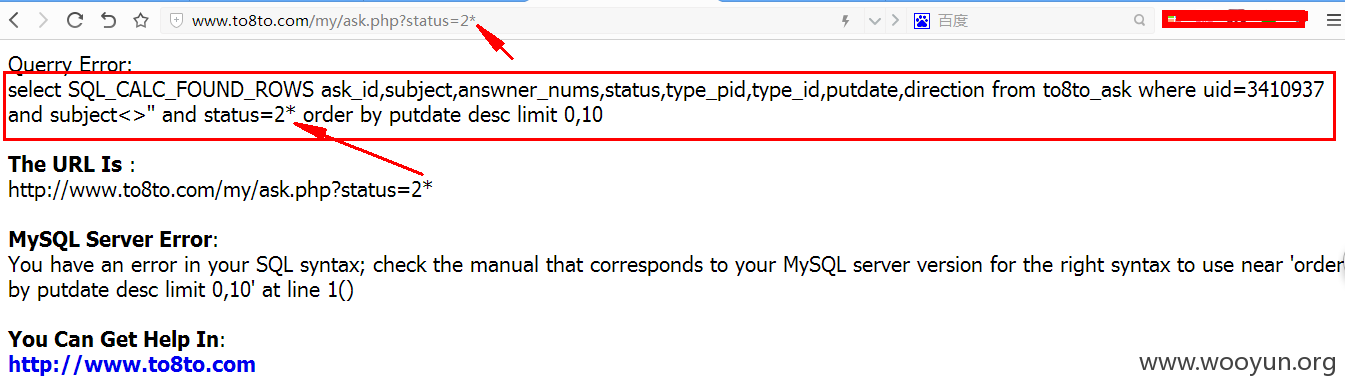 www.to8to.com/my/ask.php?status=2*
百度
Querry Error:
select SQL_CALC_FOUND_ROWS ask_id,subject,answner_nums,status,type_pid,type_id,putdate,direction from to8to_ask where uid=3410937
and subject<>'' and status=2* order by putdate desc limit 0,10
The URL Is :
http://www.to8to.com/my/ask.php?status=2*
MySQL Server Error:
You have an error in your SQL syntax; check the manual that corresponds to your MySQL server version for the right syntax to use near 'order
by putdate desc limit 0,10' at line 1()
You Can Get Help In:
http://www.to8to.com
www.wooyun.org